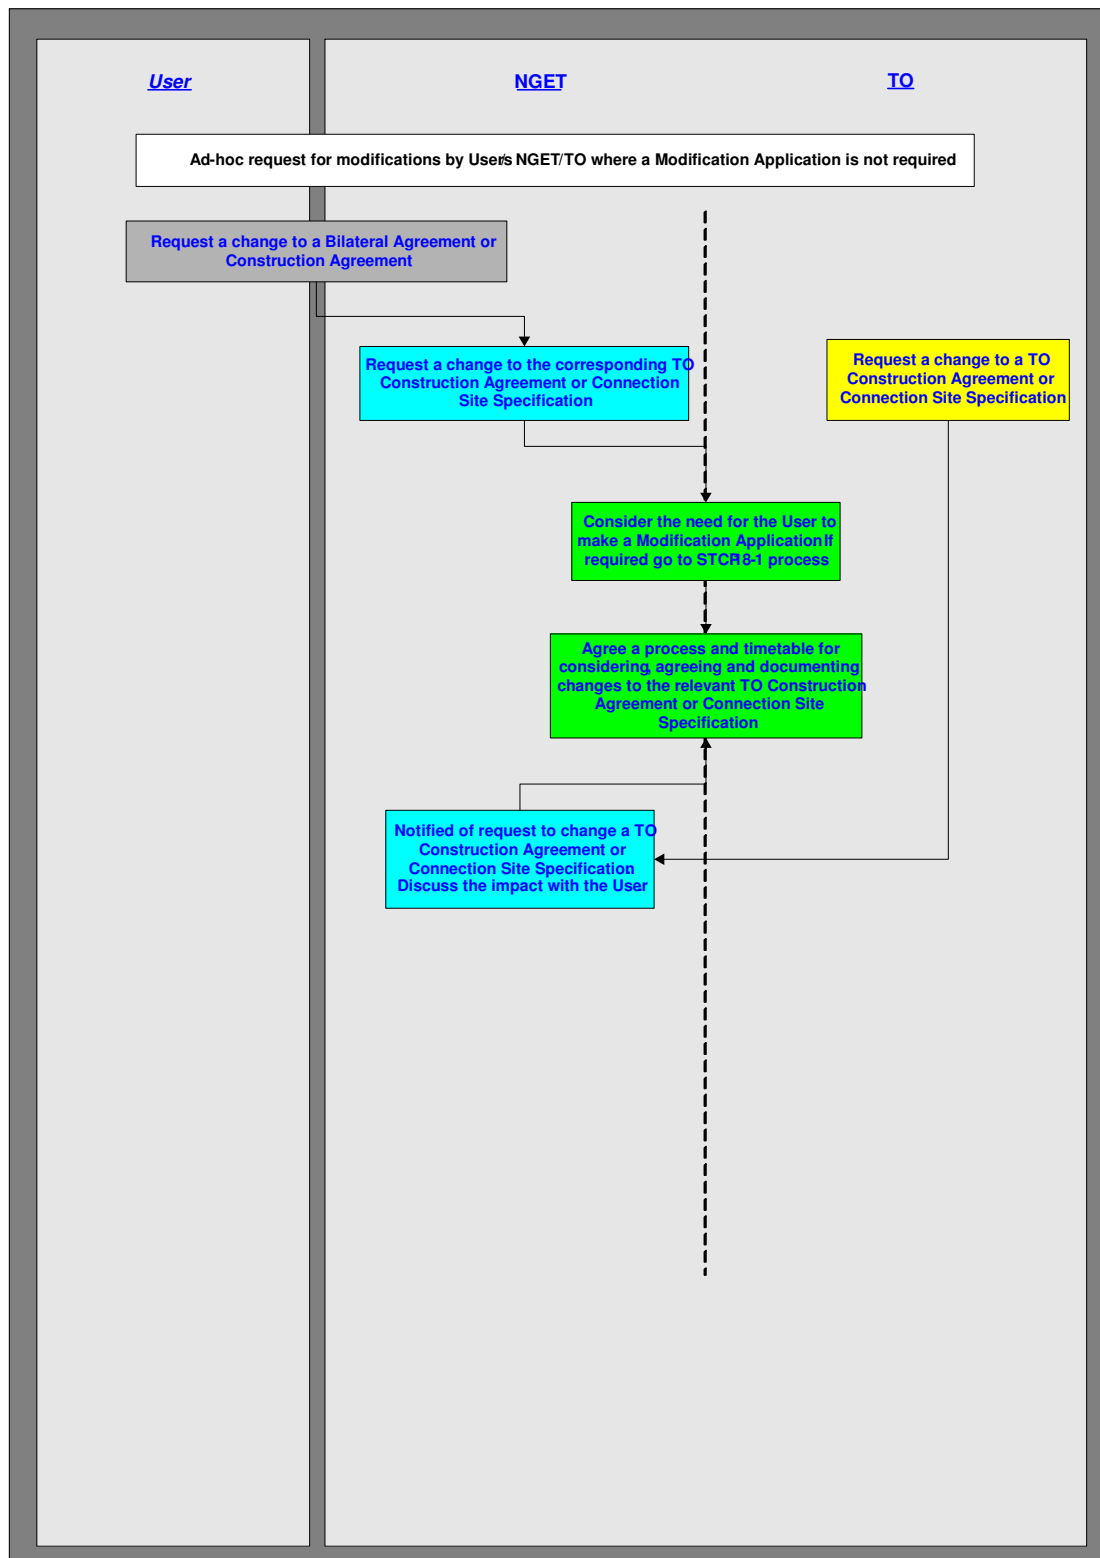 User
NGET
TO
Ad-hoc request for modifications by Users NGET/TO where a Modification Application is not required
Request a change to a Bilateral Agreement or
Construction Agreement
Request a change to the corresponding TO
Construction Agreement or Connection
Site Specification
Request a change to a TO
Construction Agreement or
Connection Site Specification
Consider the need for the User to
make a Modification Application If
required go to STCP18-1 process
Agree a process and timetable for
considering, agreeing and documenting
changes to the relevant TO Construction
Agreement or Connection Site
Specification
Notified of request to change a TO
Construction Agreement or
Connection Site Specification.
Discuss the impact with the User